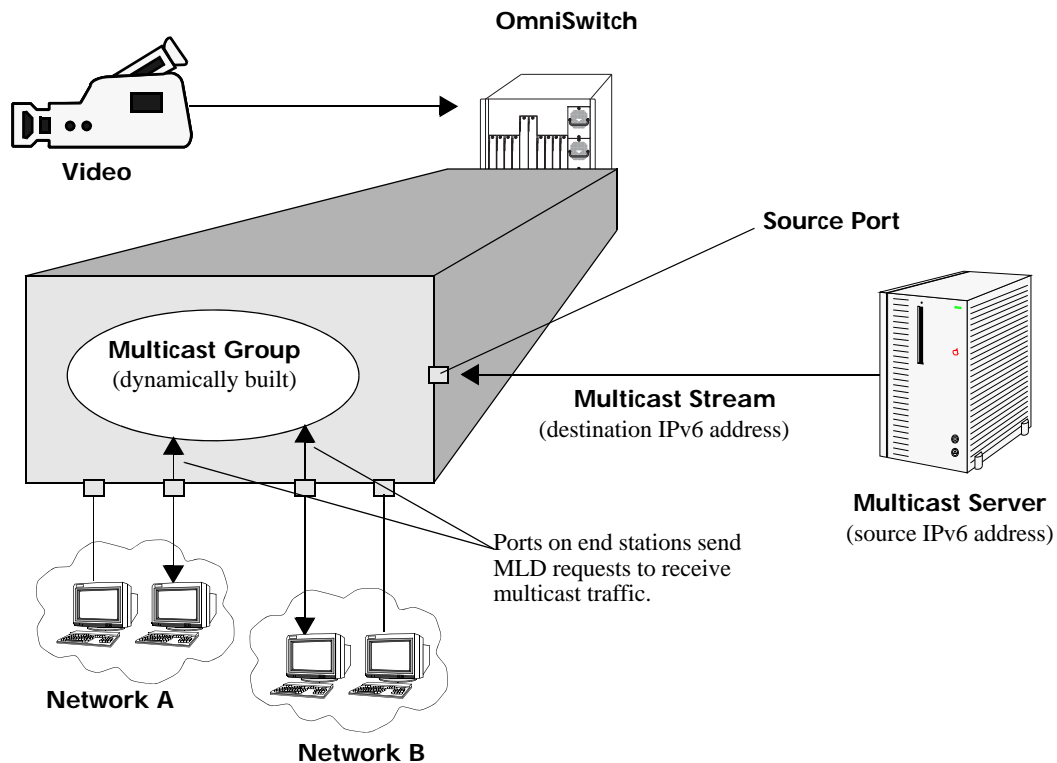 OmniSwitch
Video
Source Port
Multicast Group
(dynamically built)
Multicast Stream
(destination IPv6 address)
Multicast Server
(source IPv6 address)
Ports on end stations send
MLD requests to receive
multicast traffic.
Network A
Network B